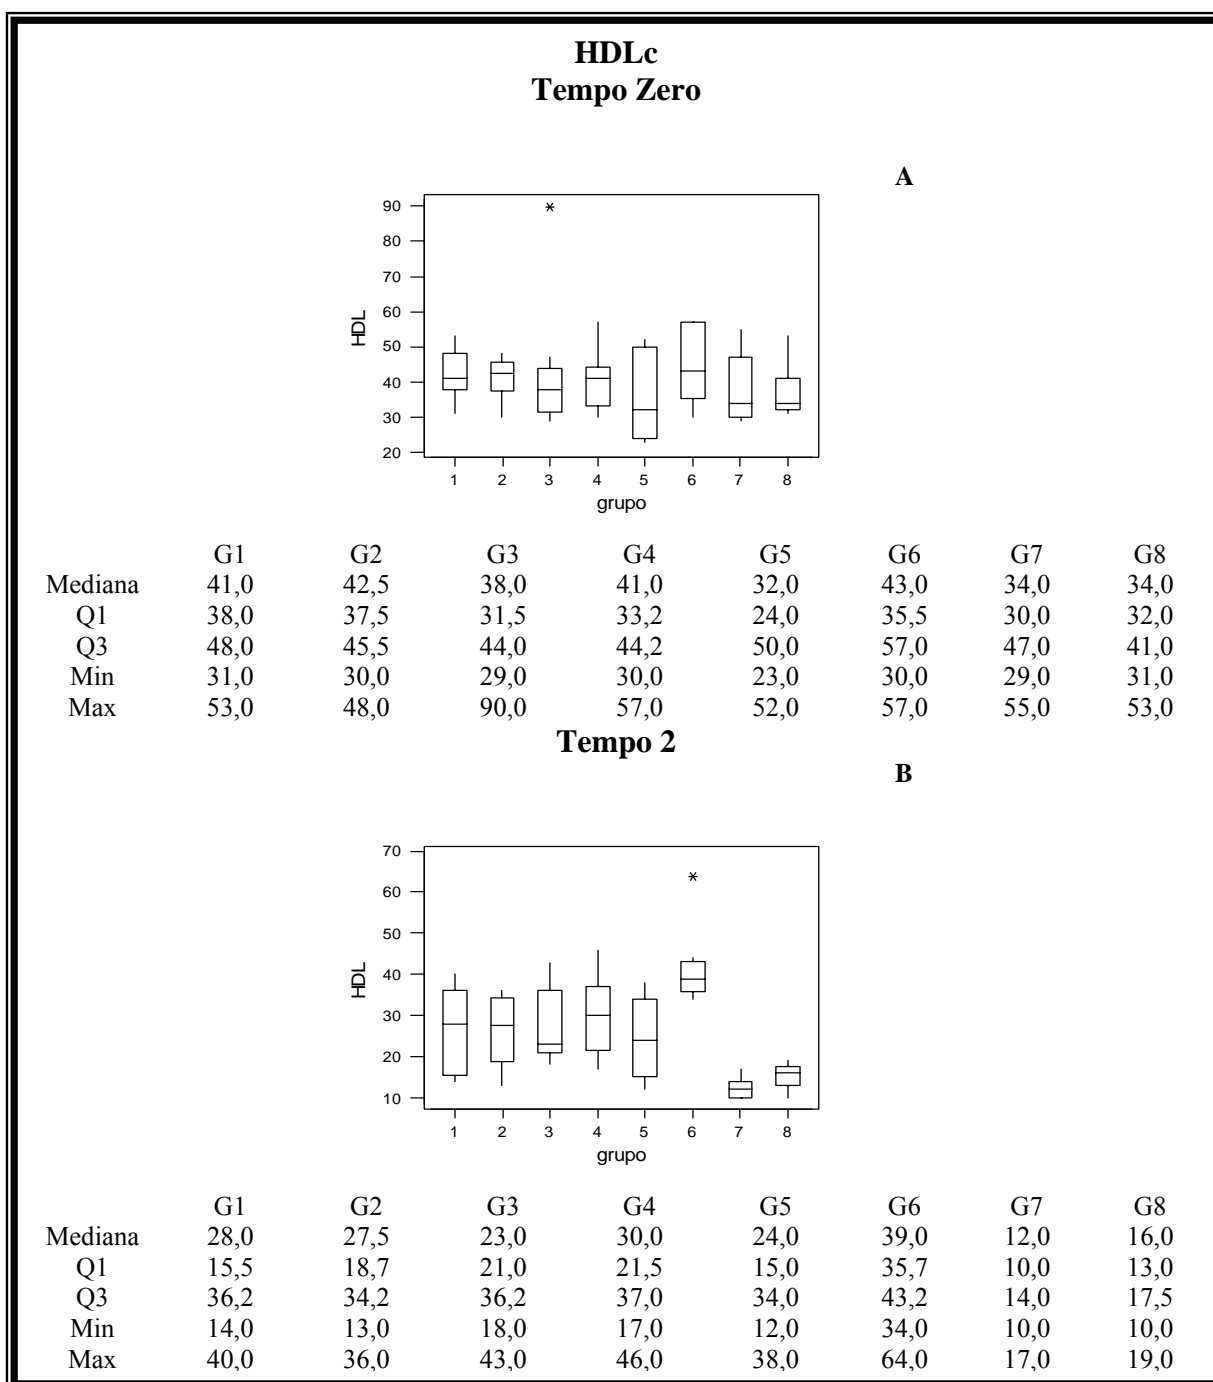 HDLc
Tempo Zero
A
90
80
70
60
50
40
30
20
HDL
*
1 2 3 4 5 6 7 8
grupo
G1 G2 G3 G4 G5 G6 G7 G8
Mediana 41,0 42,5 38,0 41,0 32,0 43,0 34,0 34,0
Q1 38,0 37,5 31,5 33,2 24,0 35,5 30,0 32,0
Q3 48,0 45,5 44,0 44,2 50,0 57,0 47,0 41,0
Min 31,0 30,0 29,0 30,0 23,0 30,0 29,0 31,0
Max 53,0 48,0 90,0 57,0 52,0 57,0 55,0 53,0
Tempo 2
B
70
60
50
40
30
20
10
HDL
*
1 2 3 4 5 6 7 8
grupo
G1 G2 G3 G4 G5 G6 G7 G8
Mediana 28,0 27,5 23,0 30,0 24,0 39,0 12,0 16,0
Q1 15,5 18,7 21,0 21,5 15,0 35,7 10,0 13,0
Q3 36,2 34,2 36,2 37,0 34,0 43,2 14,0 17,5
Min 14,0 13,0 18,0 17,0 12,0 34,0 10,0 10,0
Max 40,0 36,0 43,0 46,0 38,0 64,0 17,0 19,0